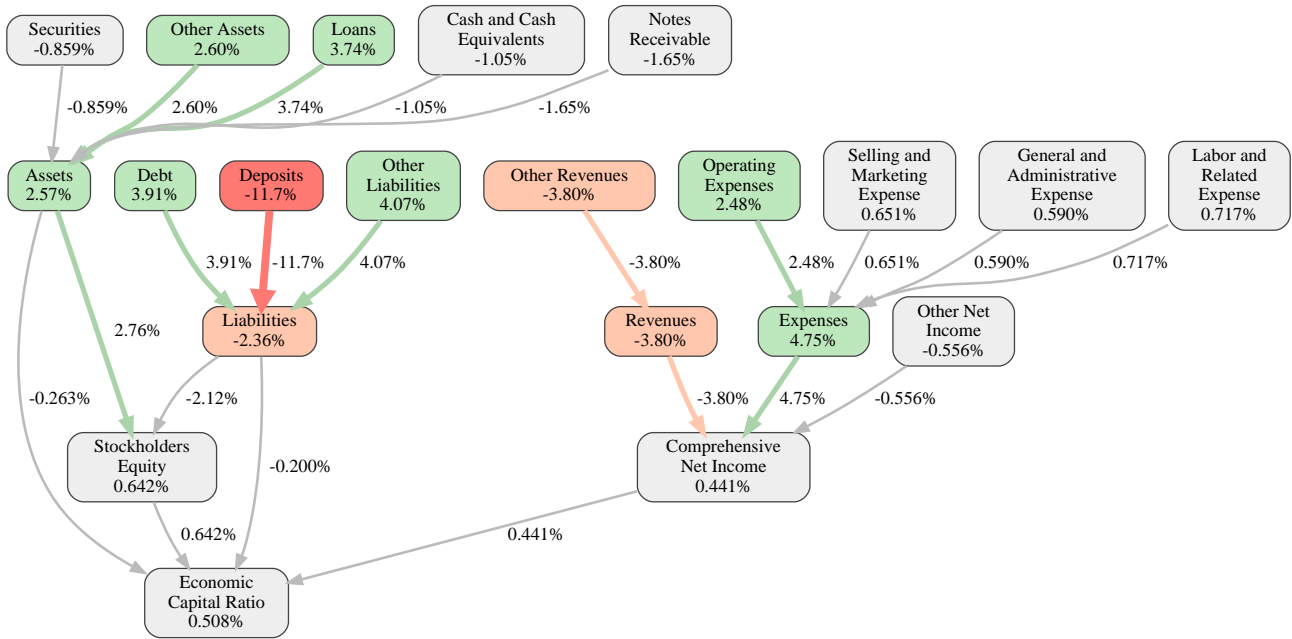 Securities
-0.859%
Other Assets
2.60%
Loans
3.74%
Cash and Cash
Equivalents
-1.05%
Notes
Receivable
-1.65%
-0.859%
2.60%
3.74%
-1.05%
-1.65%
Assets
2.57%
Debt
3.91%
Deposits
-11.7%
Other
Liabilities
4.07%
Other Revenues
-3.80%
Operating
Expenses
2.48%
Selling and
Marketing
Expense
0.651%
General and
Administrative
Expense
0.590%
Labor and
Related
Expense
0.717%
3.91%
-11.7%
4.07%
-3.80%
2.48%
0.651%
0.590%
0.717%
2.76%
Liabilities
-2.36%
Revenues
-3.80%
Expenses
4.75%
Other Net
Income
-0.556%
-0.263%
-2.12%
-3.80%
4.75%
-0.556%
Stockholders
Equity
0.642%
-0.200%
Comprehensive
Net Income
0.441%
0.642%
0.441%
Economic
Capital Ratio
0.508%